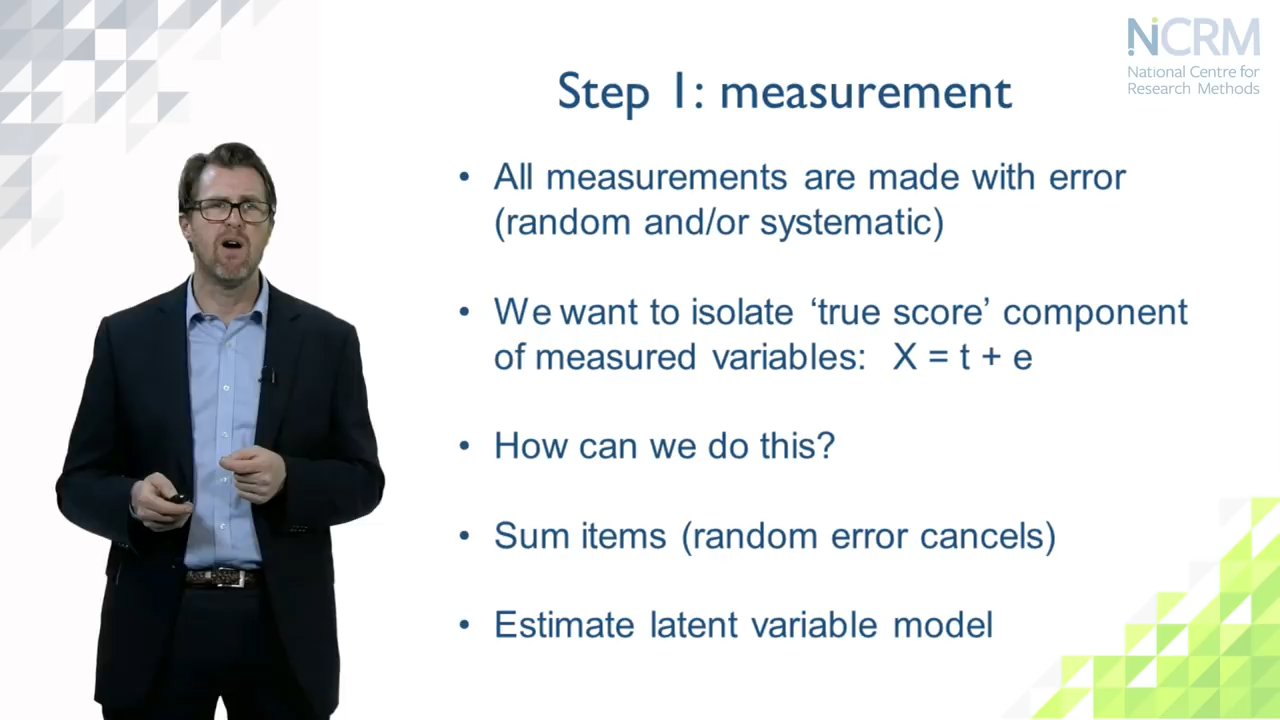 NCRM
National Centre for
Research Methods
Step 1: measurement
• All measurements are made with error
(random and/or systematic)
• We want to isolate ‘true score’ component
of measured variables: X = t + e
• How can we do this?
• Sum items (random error cancels)
• Estimate latent variable model